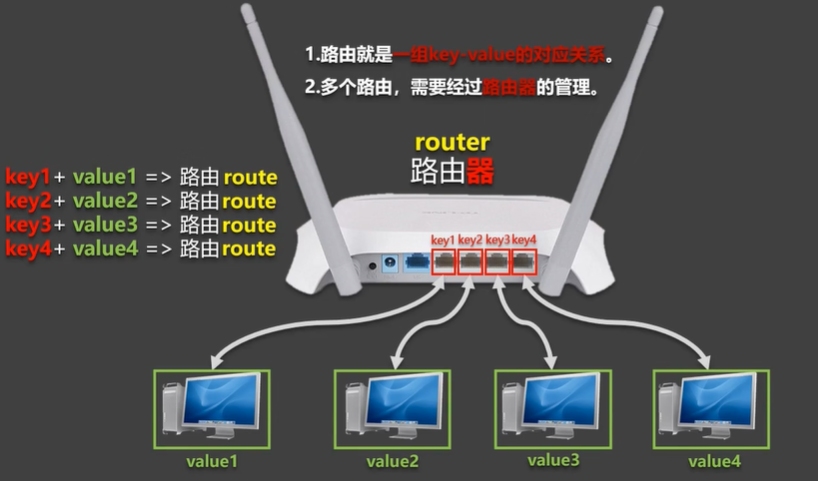 1.路由就是一组key-value的对应关系。
2.多个路由，需要经过路由器的管理。
router
路由器
key1+ value1 => 路由route
key2+ value2 => 路由route
key3+ value3 => 路由route
key4+ value4 => 路由route
key1 key2 key3 key4
value1 value2 value3 value4